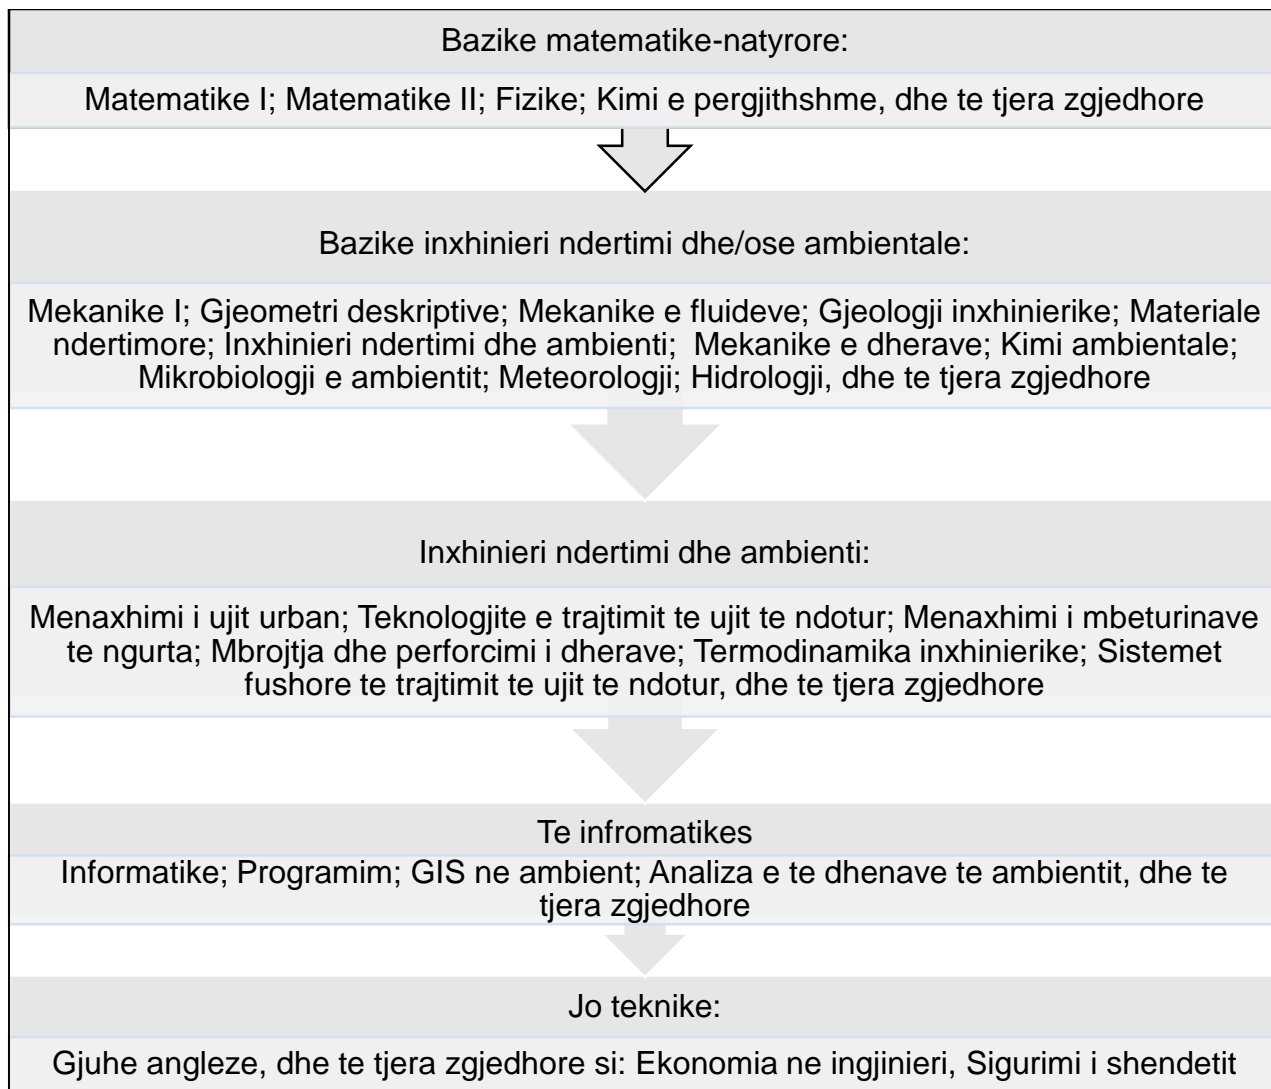 Bazike matematike-natyrore:
Matematike I; Matematike II; Fizike; Kimi e pergjithshme, dhe te tjera zgjedhore
Bazike inxhinieri ndertimi dhe/ose ambientale:
Mekanike I; Gjeometri deskriptive; Mekanike e fluideve; Gjeologji inxhinierike; Materiale
ndertimore; Inxhinieri ndertimi dhe ambienti; Mekanike e dherave; Kimi ambientale;
Mikrobiologji e ambientit; Meteorologji; Hidrologji, dhe te tjera zgjedhore
Inxhinieri ndertimi dhe ambienti:
Menaxhimi i ujit urban; Teknologjite e trajtimit te ujit te ndotur; Menaxhimi i mbeturinave
te ngurta; Mbrojtja dhe perforcimi i dherave; Termodinamika inxhinierike; Sistemet
fushore te trajtimit te ujit te ndotur, dhe te tjera zgjedhore
Te infromatikes
Informatike; Programim; GIS ne ambient; Analiza e te dhenave te ambientit, dhe te
tjera zgjedhore
Jo teknike:
Gjuhe angleze, dhe te tjera zgjedhore si: Ekonomia ne ingjinieri, Sigurimi i shendetit